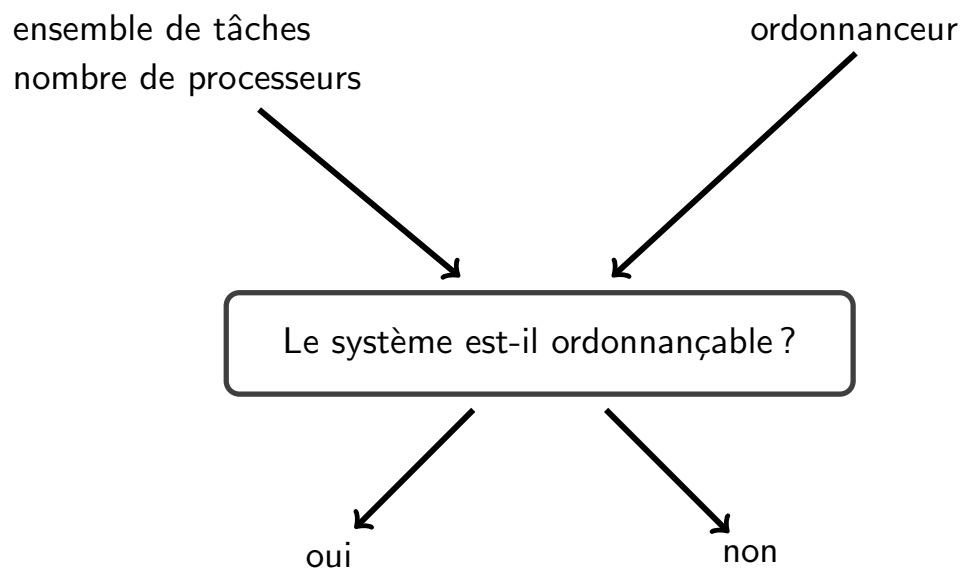 ensemble de tâches
nombre de processeurs
ordonnanceur
Le système est-il ordonnançable ?
oui
non